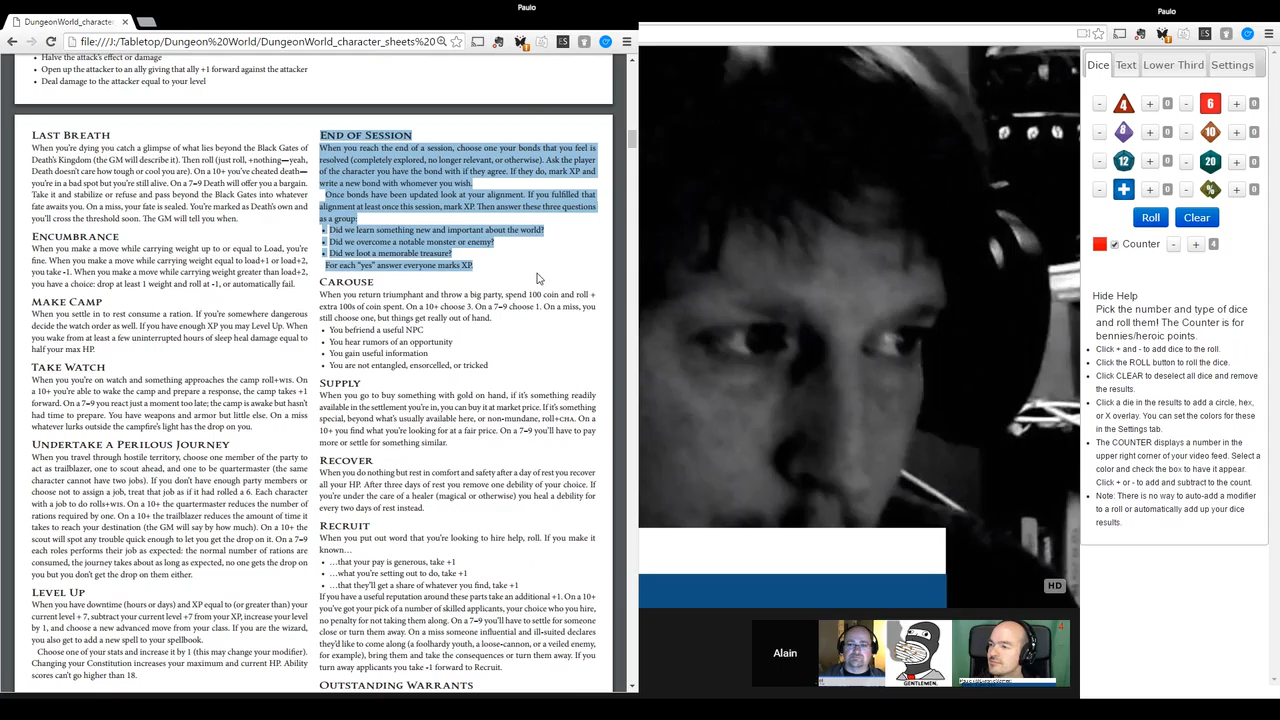 Paulo
DungeonWorld_character
file:///J:/Tabletop/Dungeon%20World/DungeonWorld_character_sheets%20
Halve the attack's effect or damage
• Open up the attacker to an ally giving that ally +1 forward against the attacker
• Deal damage to the attacker equal to your level
Last Breath
When you're dying you catch a glimpse of what lies beyond the Black Gates of
Death's Kingdom (the GM will describe it). Then roll (just roll, +nothing—yeah,
Death doesn't care how tough or cool you are). On a 10+ you've cheated death—
you're in a bad spot but you're still alive. On a 7–9 Death will offer you a bargain.
Take it and stabilize or refuse and pass beyond the Black Gates into whatever
fate awaits you. On a miss, your fate is sealed. You're marked as Death's own and
you'll cross the threshold soon. The GM will tell you when.
Encumbrance
When you make a move while carrying weight up to or equal to Load, you're
fine. When you make a move while carrying weight equal to load+1 or load+2,
you take -1. When you make a move while carrying weight greater than load+2,
you have a choice: drop at least 1 weight and roll at -1, or automatically fail.
Make Camp
When you settle in to rest consume a ration. If you're somewhere dangerous
decide the watch order as well. If you have enough XP you may Level Up. When
you wake from at least a few uninterrupted hours of sleep heal damage equal to
half your max HP.
Take Watch
When you you're on watch and something approaches the camp roll+wis. On
a 10+ you're able to wake the camp and prepare a response, the camp takes +1
forward. On a 7–9 you react just a moment too late; the camp is awake but hasn't
had time to prepare. You have weapons and armor but little else. On a miss
whatever lurks outside the campfire's light has the drop on you.
Undertake a Perilous Journey
When you travel through hostile territory, choose one member of the party to
act as trailblazer, one to scout ahead, and one to be quartermaster (the same
character cannot have two jobs). If you don't have enough party members or
choose not to assign a job, treat that job as if it had rolled a 6. Each character
with a job to do rolls+wis. On a 10+ the quartermaster reduces the number of
rations required by one. On a 10+ the trailblazer reduces the amount of time it
takes to reach your destination (the GM will say by how much). On a 10+ the
scout will spot any trouble quick enough to let you get the drop on it. On a 7–9
each roles performs their job as expected: the normal number of rations are
consumed, the journey takes about as long as expected, no one gets the drop on
you but you don't get the drop on them either.
Level Up
When you have downtime (hours or days) and XP equal to (or greater than) your
current level + 7, subtract your current level +7 from your XP, increase your level
by 1, and choose a new advanced move from your class. If you are the wizard,
you also get to add a new spell to your spellbook.
Choose one of your stats and increase it by 1 (this may change your modifier).
Changing your Constitution increases your maximum and current HP. Ability
scores can't go higher than 18.
End of Session
When you reach the end of a session, choose one your bonds that you feel is
resolved (completely explored, no longer relevant, or otherwise). Ask the player
of the character you have the bond with if they agree. If they do, mark XP and
write a new bond with whomever you wish.
Once bonds have been updated look at your alignment. If you fulfilled that
alignment at least once this session, mark XP. Then answer these three questions
as a group:
• Did we learn something new and important about the world?
• Did we overcome a notable monster or enemy?
• Did we loot a memorable treasure?
For each "yes" answer everyone marks XP.
Carouse
When you return triumphant and throw a big party, spend 100 coin and roll +
extra 100s of coin spent. On a 10+ choose 3. On a 7–9 choose 1. On a miss, you
still choose one, but things get really out of hand.
• You befriend a useful NPC
• You hear rumors of an opportunity
• You gain useful information
• You are not entangled, ensorcelled, or tricked
Supply
When you go to buy something with gold on hand, if it's something readily
available in the settlement you're in, you can buy it at market price. If it's something
special, beyond what's usually available here, or non-mundane, roll+cha. On a
10+ you find what you're looking for at a fair price. On a 7–9 you'll have to pay
more or settle for something similar.
Recover
When you do nothing but rest in comfort and safety after a day of rest you recover
all your HP. After three days of rest you remove one debility of your choice. If
you're under the care of a healer (magical or otherwise) you heal a debility for
every two days of rest instead.
Recruit
When you put out word that you're looking to hire help, roll. If you make it
known…
• …that your pay is generous, take +1
• …what you're setting out to do, take +1
• …that they'll get a share of whatever you find, take +1
If you have a useful reputation around these parts take an additional +1. On a 10+
you've got your pick of a number of skilled applicants, your choice who you hire,
no penalty for not taking them along. On a 7–9 you'll have to settle for someone
close or turn them away. On a miss someone influential and ill-suited declares
they'd like to come along (a foolhardy youth, a loose-cannon, or a veiled enemy,
for example), bring them and take the consequences or turn them away. If you
turn away applicants you take -1 forward to Recruit.
Outstanding Warrants
Paulo
HD
Alain
GENTLEMEN.
4
Dice Text Lower Third Settings
- 4 + 0 - 6 + 0
- 8 + 0 - 10 + 0
- 12 + 0 - 20 + 0
- + 0 - % + 0
Roll Clear
Counter - + 4
Hide Help
Pick the number and type of dice
and roll them! The Counter is for
bennies/heroic points.
• Click + and - to add dice to the roll.
• Click the ROLL button to roll the dice.
• Click CLEAR to deselect all dice and remove
the results.
• Click a die in the results to add a circle, hex,
or X overlay. You can set the colors for these
in the Settings tab.
• The COUNTER displays a number in the
upper right corner of your video feed. Select a
color and check the box to have it appear.
Click + or - to add and subtract to the count.
• Note: There is no way to auto-add a modifier
to a roll or automatically add up your dice
results.